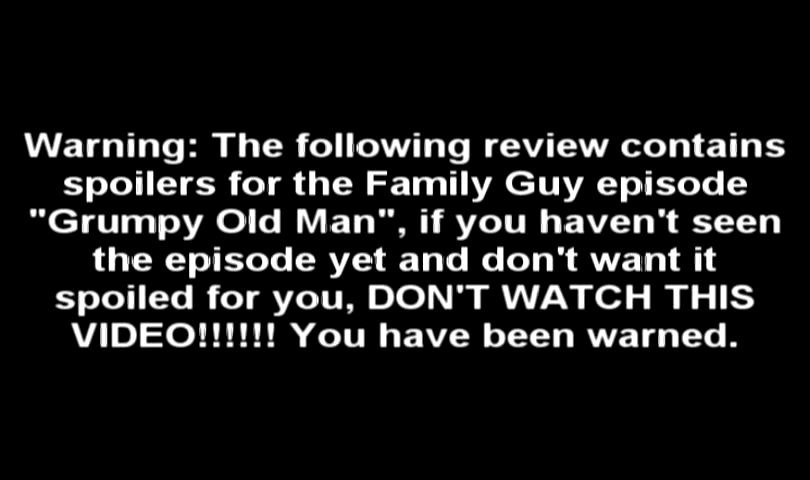 Warning: The following review contains
spoilers for the Family Guy episode
"Grumpy Old Man", if you haven't seen
the episode yet and don't want it
spoiled for you, DON'T WATCH THIS
VIDEO!!!!!! You have been warned.